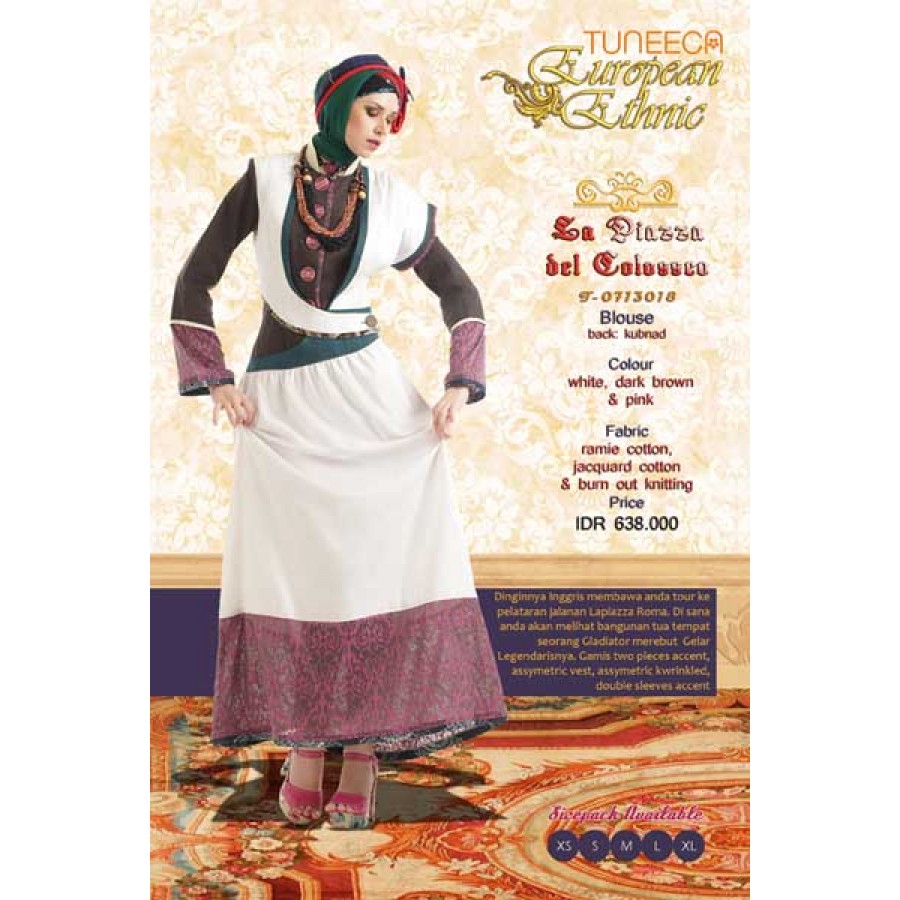 TUNEECA
European
Ethnic
La Piazza
del Colosseo
T-0713018
Blouse
back: kubnad
Colour
white, dark brown
& pink
Fabric
ramie cotton,
jacquard cotton
& burn out knitting
Price
IDR 638.000
Dinginnya Inggris membawa anda tour ke
pelataran jalanan Lapiazza Roma. Di sana
anda akan melihat bangunan tua tempat
seorang Gladiator merebut Gelar
Legendarisnya. Gamis two pieces accent,
assymetric vest, assymetric kwrinkled,
double sleeves accent
Sizepack Available
XS S M L XL